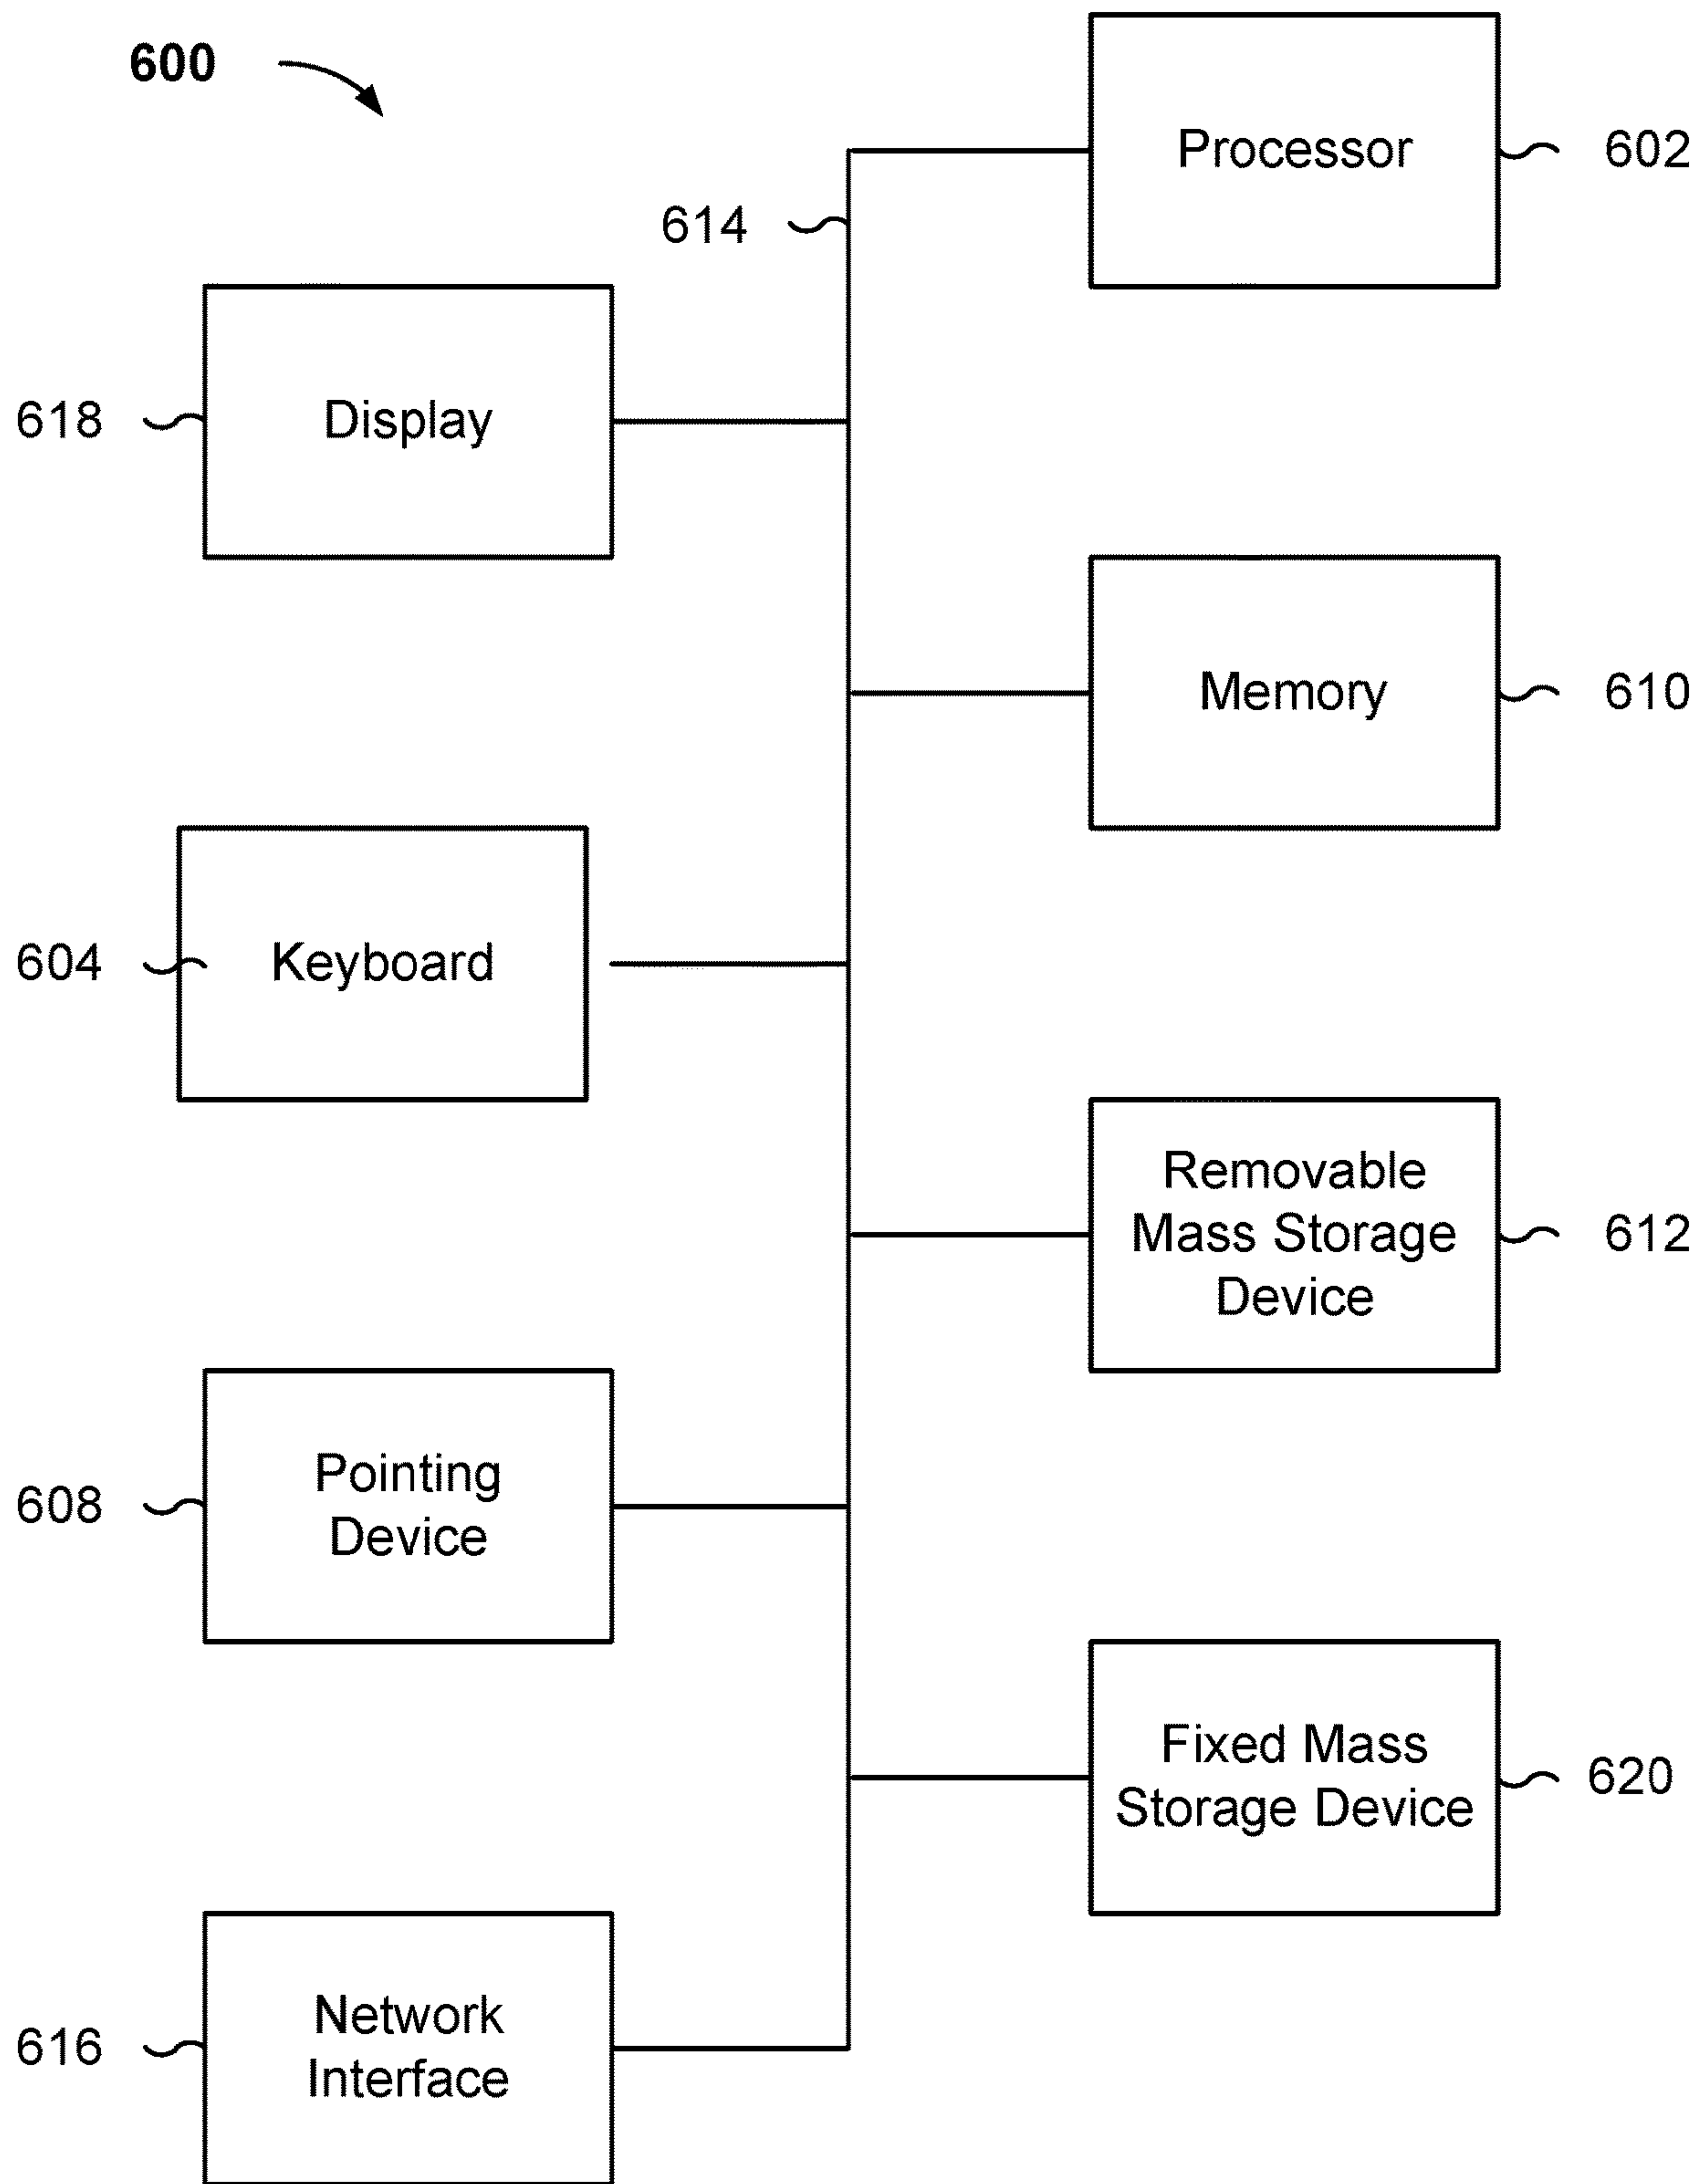 600
Processor
602
614
618
Display
Memory
610
604
Keyboard
Removable
Mass Storage
Device
612
608
Pointing
Device
Fixed Mass
Storage Device
620
616
Network
Interface